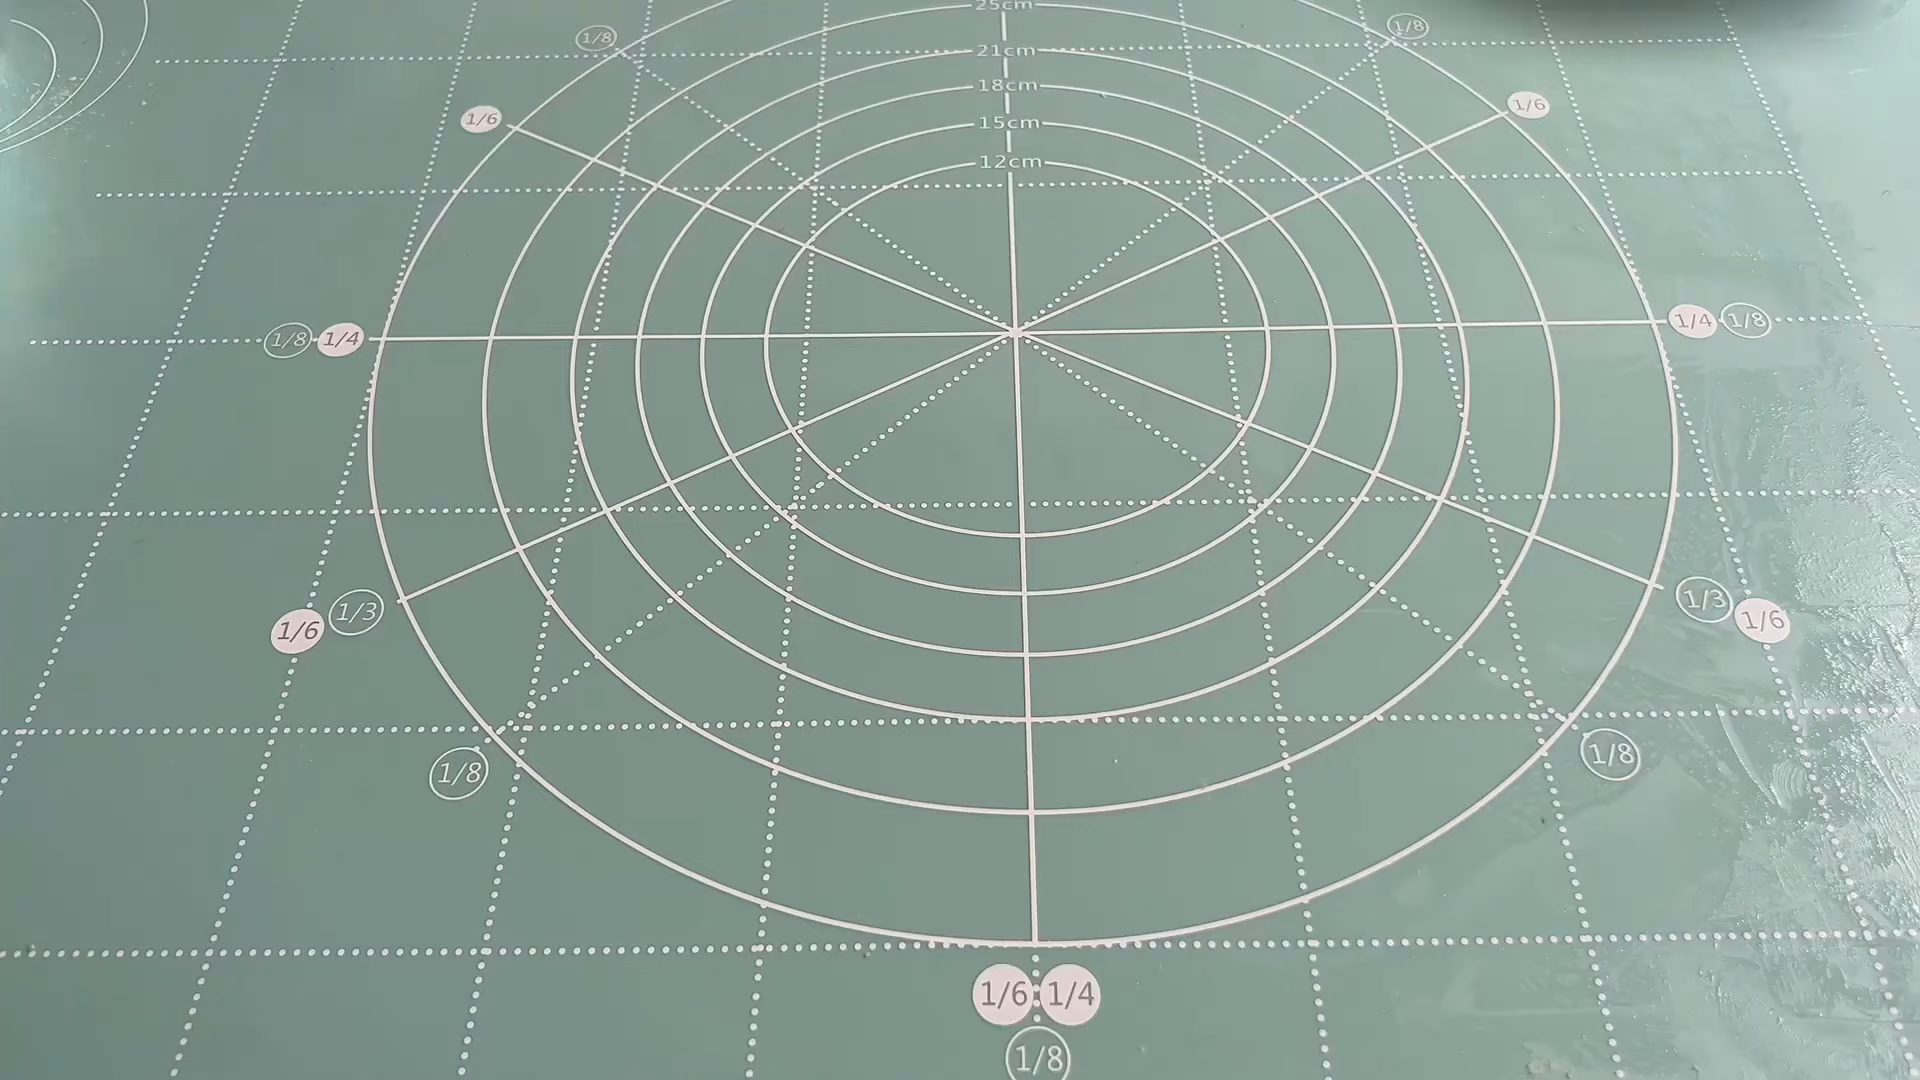 25cm
1/8 1/8
21cm
18cm
1/6 1/6
15cm
12cm
1/8 1/4 1/4 1/8
1/6 1/3 1/3 1/6
1/8 1/8
1/6 1/4
1/8